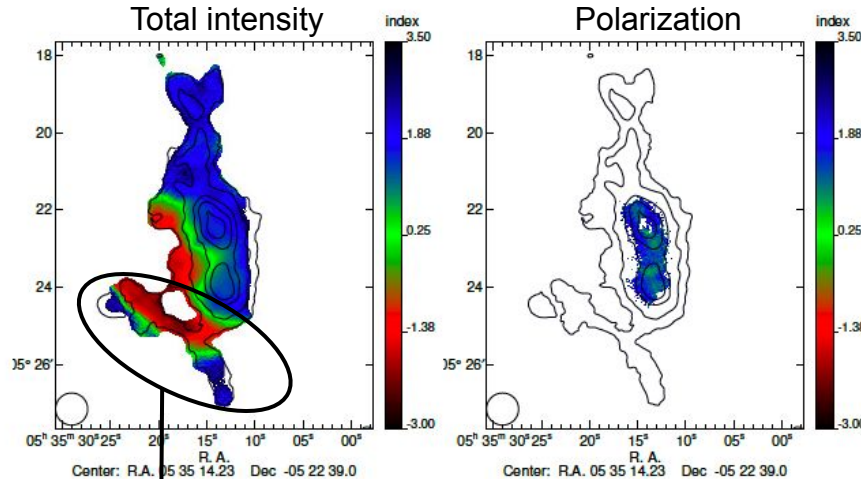 Total intensity
Polarization
index
index
3.50
1.88
0.25
-1.38
-3.00
3.50
1.88
0.25
-1.38
-3.00
18
20
22
24
05° 26′
18
20
22
24
05° 26′
05ʰ 35ᵐ 30ˢ 25ˢ 20ˢ 15ˢ 10ˢ 05ˢ 00ˢ
R. A.
Center: R.A. 05 35 14.23 Dec -05 22 39.0
05ʰ 35ᵐ 30ˢ 25ˢ 20ˢ 15ˢ 10ˢ 05ˢ 00ˢ
R. A.
Center: R.A. 05 35 14.23 Dec -05 22 39.0